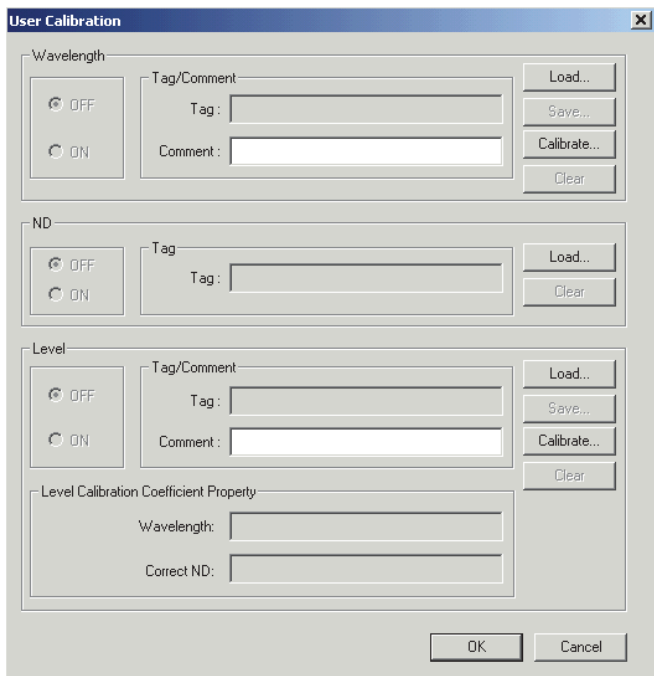 User Calibration
Wavelength
OFF
ON
Tag/Comment
Tag :
Comment :
Load...
Save...
Calibrate...
Clear
ND
OFF
ON
Tag
Tag :
Load...
Clear
Level
OFF
ON
Tag/Comment
Tag :
Comment :
Load...
Save...
Calibrate...
Clear
Level Calibration Coefficient Property
Wavelength:
Correct ND:
OK
Cancel